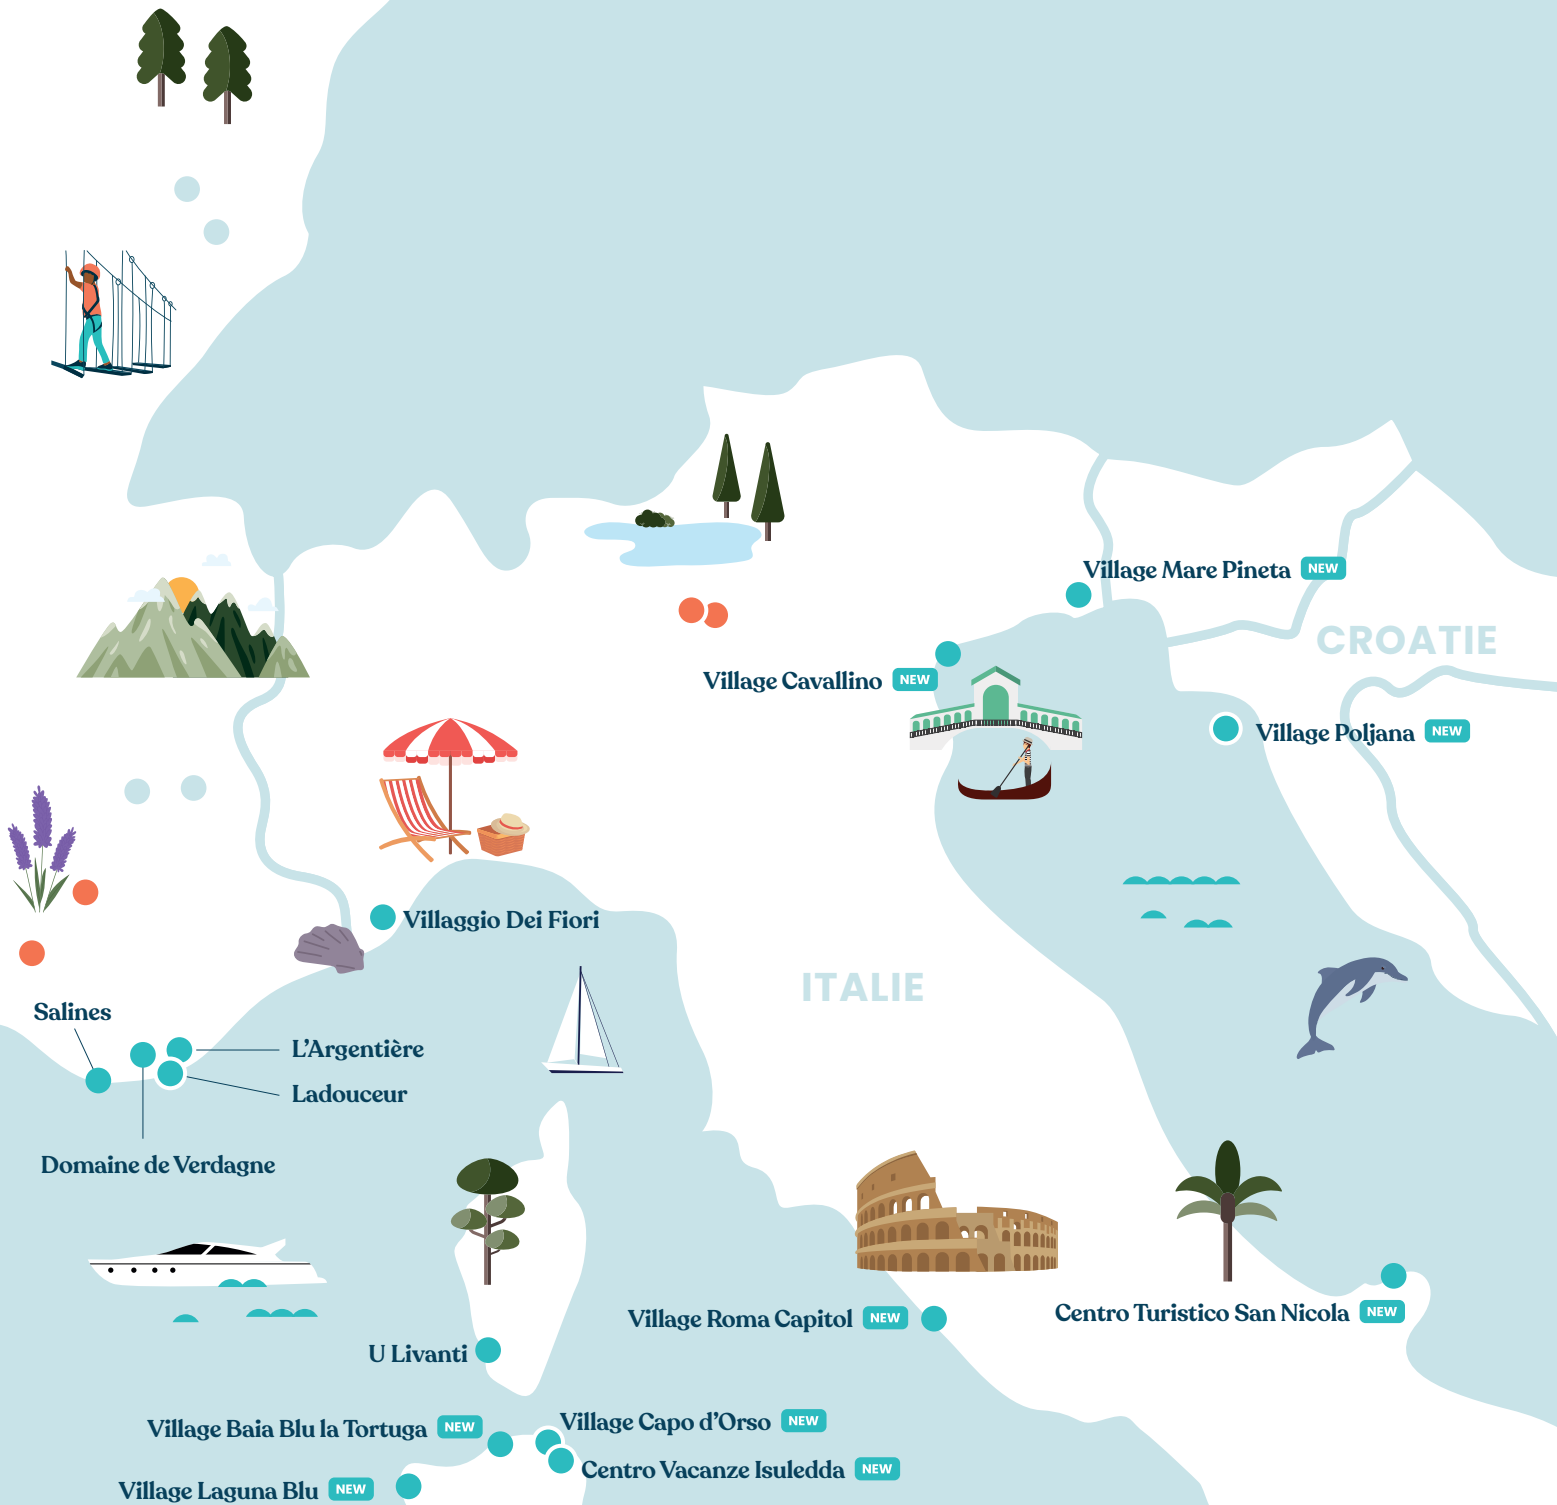 Village Mare Pineta NEW
CROATIE
Village Cavallino NEW
Village Poljana NEW
Villaggio Dei Fiori
ITALIE
Salines
L'Argentière
Ladouceur
Domaine de Verdagne
Village Roma Capitol NEW
Centro Turistico San Nicola NEW
U Livanti
Village Baia Blu la Tortuga NEW
Village Capo d'Orso NEW
Centro Vacanze Isuledda NEW
Village Laguna Blu NEW